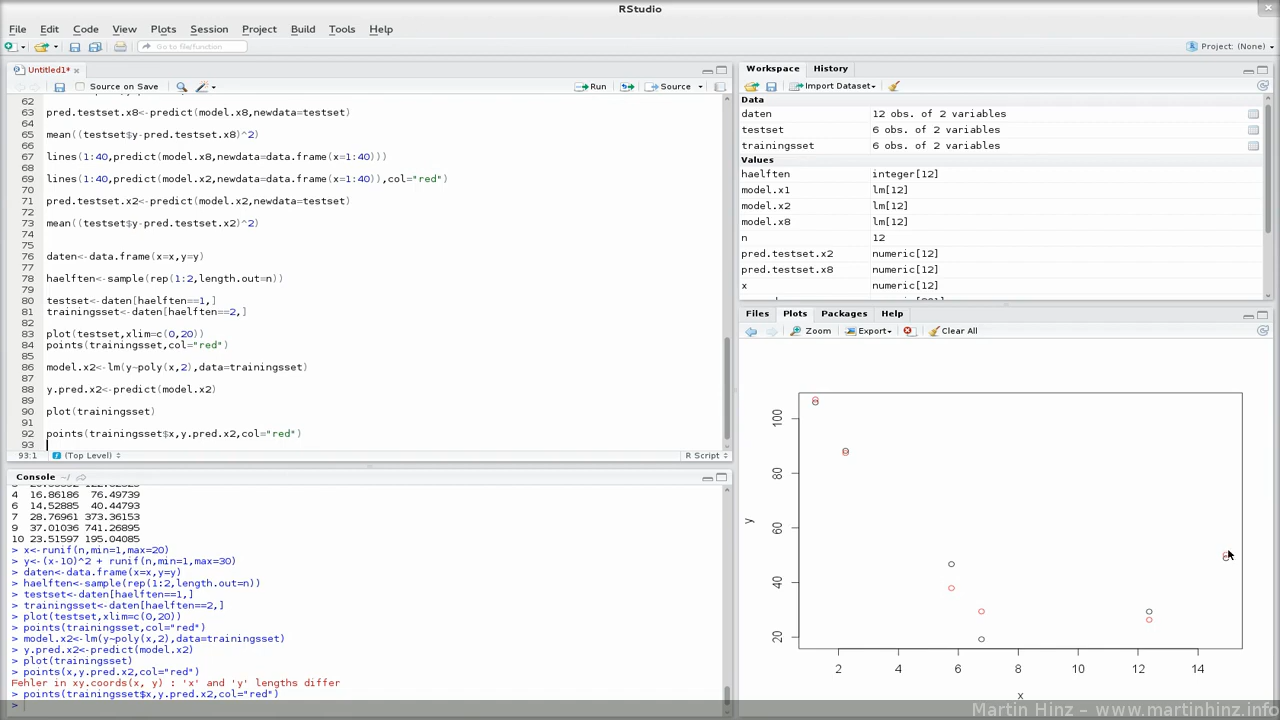 RStudio
File Edit Code View Plots Session Project Build Tools Help
Go to file/function
Project: (None)
Untitled1*
Source on Save
Run
Source
62
63 pred.testset.x8<-predict(model.x8,newdata=testset)
64
65 mean((testset$y-pred.testset.x8)^2)
66
67 lines(1:40,predict(model.x8,newdata=data.frame(x=1:40)))
68
69 lines(1:40,predict(model.x2,newdata=data.frame(x=1:40)),col="red")
70
71 pred.testset.x2<-predict(model.x2,newdata=testset)
72
73 mean((testset$y-pred.testset.x2)^2)
74
75
76 daten<-data.frame(x=x,y=y)
77
78 haelften<-sample(rep(1:2,length.out=n))
79
80 testset<-daten[haelften==1,]
81 trainingsset<-daten[haelften==2,]
82
83 plot(testset,xlim=c(0,20))
84 points(trainingsset,col="red")
85
86 model.x2<-lm(y~poly(x,2),data=trainingsset)
87
88 y.pred.x2<-predict(model.x2)
89
90 plot(trainingsset)
91
92 points(trainingsset$x,y.pred.x2,col="red")
93
93:1 (Top Level) R Script
Console ~/
4 16.86186 76.49739
6 14.52885 40.44793
7 28.76961 373.36153
9 37.01036 741.26895
10 23.51597 195.04085
> x<-runif(n,min=1,max=20)
> y<-(x-10)^2 + runif(n,min=1,max=30)
> daten<-data.frame(x=x,y=y)
> haelften<-sample(rep(1:2,length.out=n))
> testset<-daten[haelften==1,]
> trainingsset<-daten[haelften==2,]
> plot(testset,xlim=c(0,20))
> points(trainingsset,col="red")
> model.x2<-lm(y~poly(x,2),data=trainingsset)
> y.pred.x2<-predict(model.x2)
> plot(trainingsset)
> points(x,y.pred.x2,col="red")
Fehler in xy.coords(x, y) : 'x' and 'y' lengths differ
> points(trainingsset$x,y.pred.x2,col="red")
>
Workspace History
Import Dataset
Data
daten 12 obs. of 2 variables
testset 6 obs. of 2 variables
trainingsset 6 obs. of 2 variables
Values
haelften integer[12]
model.x1 lm[12]
model.x2 lm[12]
model.x8 lm[12]
n 12
pred.testset.x2 numeric[12]
pred.testset.x8 numeric[12]
x numeric[12]
Files Plots Packages Help
Zoom Export Clear All
100
80
60
40
20
y
2 4 6 8 10 12 14
x
Martin Hinz - www.martinhinz.info